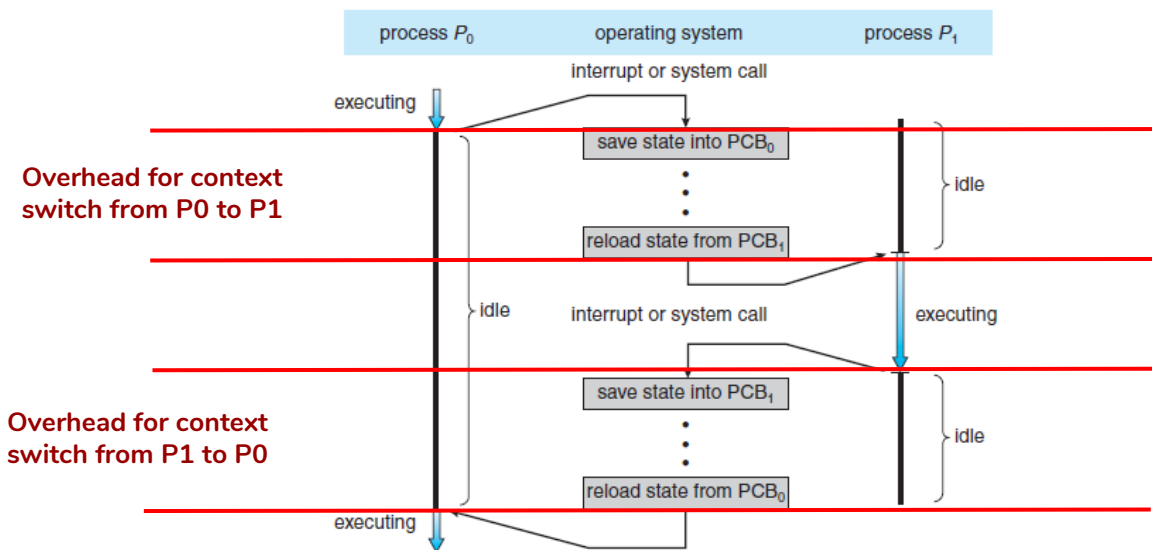 process P₀ operating system process P₁
interrupt or system call
executing
save state into PCB₀
Overhead for context
switch from P0 to P1
idle
reload state from PCB₁
idle
interrupt or system call
executing
save state into PCB₁
Overhead for context
switch from P1 to P0
idle
reload state from PCB₀
executing